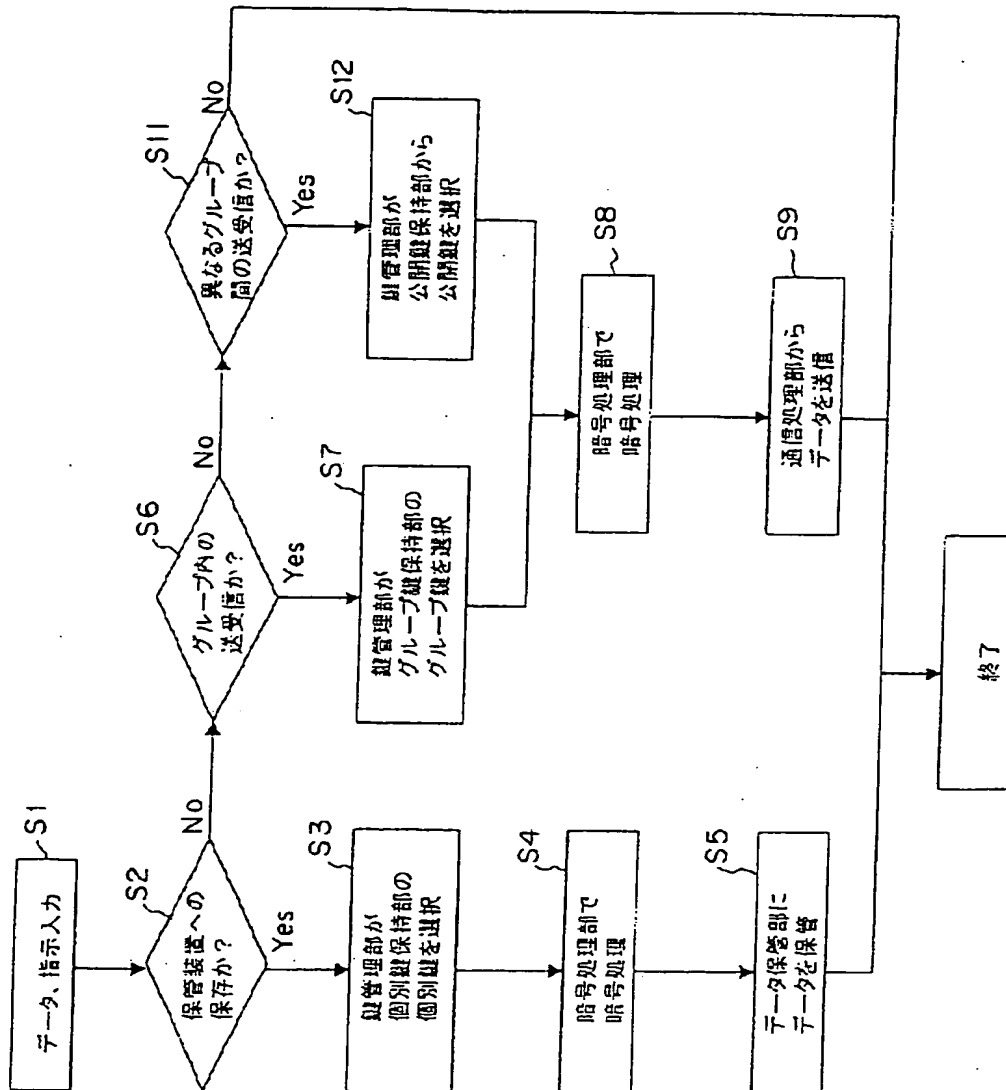 S1
データ、指示入力
S2
保管装置への
保存か?
No
Yes
S3
鍵管理部が
個別鍵保持部の
個別鍵を選択
S4
暗号処理部で
暗号処理
S5
データ保管部に
データを保管
S6
グループ内の
送受信か?
No
Yes
S7
鍵管理部が
グループ鍵保持部の
グループ鍵を選択
S11
異なるグループ
間の送受信か?
No
Yes
S12
鍵管理部が
公開鍵保持部から
公開鍵を選択
S8
暗号処理部で
暗号処理
S9
通信処理部から
データを送信
終了